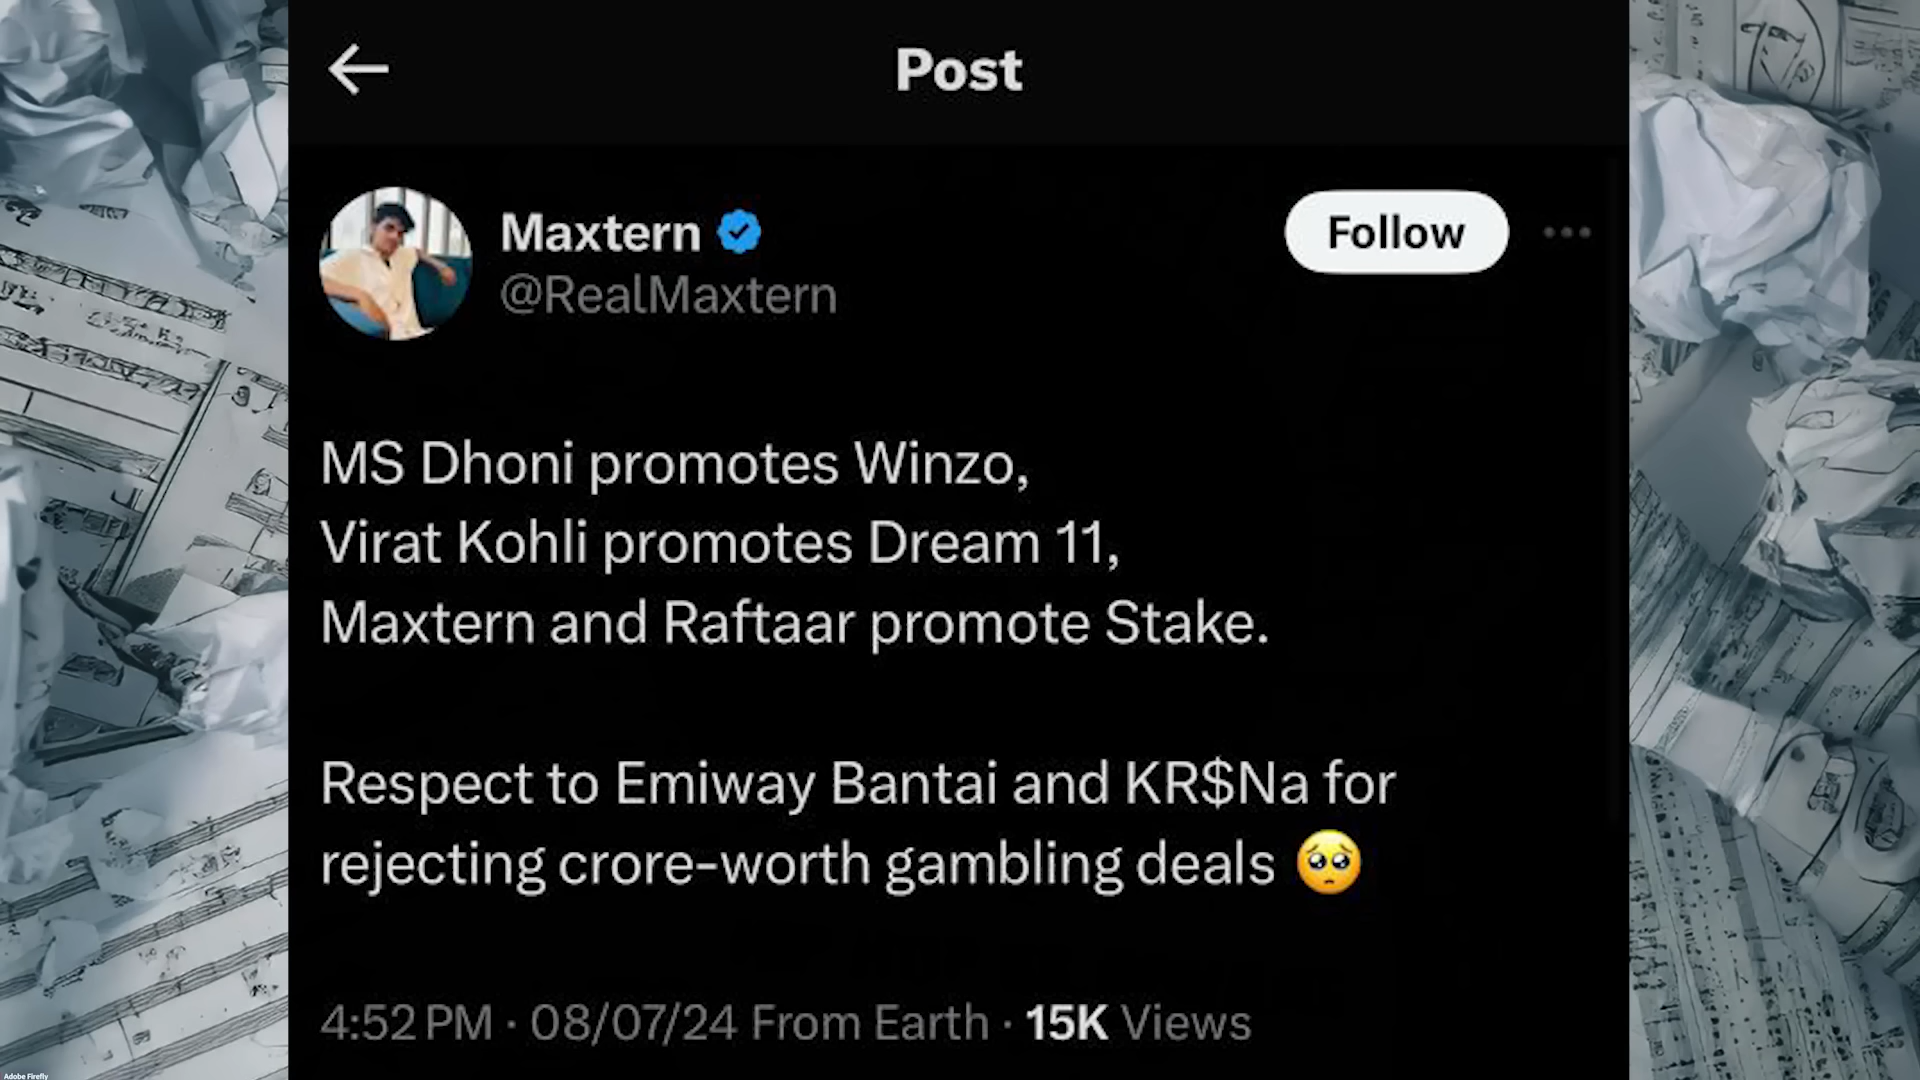 Post
Maxtern
@RealMaxtern
Follow
MS Dhoni promotes Winzo,
Virat Kohli promotes Dream 11,
Maxtern and Raftaar promote Stake.
Respect to Emiway Bantai and KR$Na for
rejecting crore-worth gambling deals 🥺
4:52 PM · 08/07/24 From Earth · 15K Views
Adobe Firefly